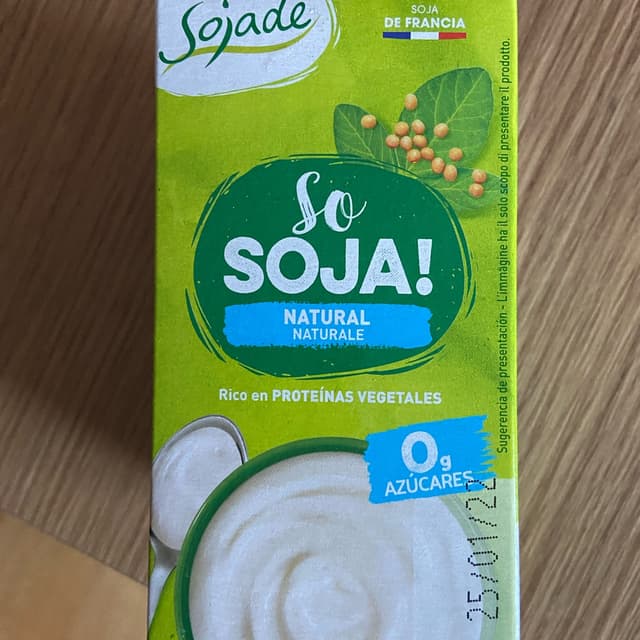 Sojade
SOJA
DE FRANCIA
So
SOJA!
NATURAL
NATURALE
Rico en PROTEÍNAS VEGETALES
0g
AZÚCARES
25/01/22
Sugerencia de presentación - L'immagine ha il solo scopo di presentare il prodotto.